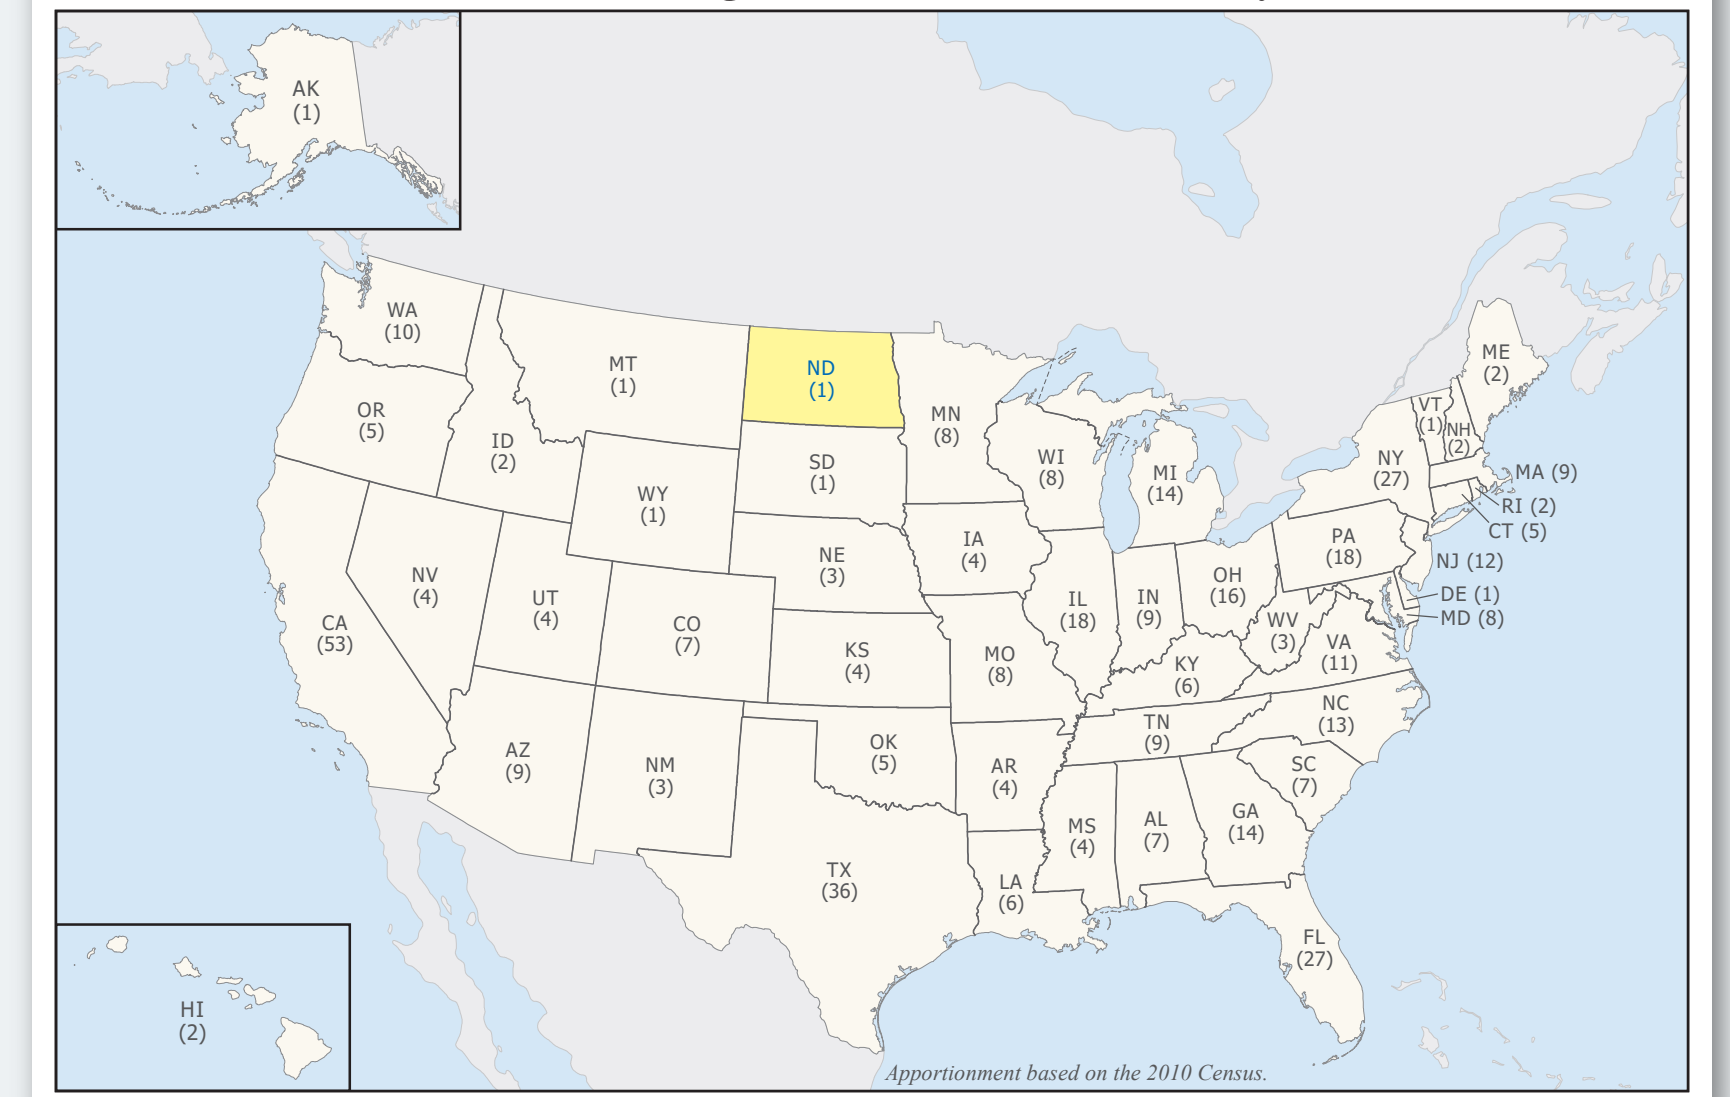 AK
(1)
WA
(10)
MT
(1)
ND
(1)
MN
(8)
ME
(2)
OR
(5)
ID
(2)
VT
(1)
NH
(2)
WY
(1)
SD
(1)
WI
(8)
MI
(14)
NY
(27)
MA (9)
RI (2)
CT (5)
NV
(4)
UT
(4)
NE
(3)
IA
(4)
PA
(18)
NJ (12)
DE (1)
MD (8)
CA
(53)
CO
(7)
KS
(4)
MO
(8)
IL
(18)
IN
(9)
OH
(16)
WV
(3)
VA
(11)
KY
(6)
NC
(13)
AZ
(9)
NM
(3)
OK
(5)
AR
(4)
TN
(9)
SC
(7)
MS
(4)
AL
(7)
GA
(14)
TX
(36)
LA
(6)
FL
(27)
HI
(2)
Apportionment based on the 2010 Census.